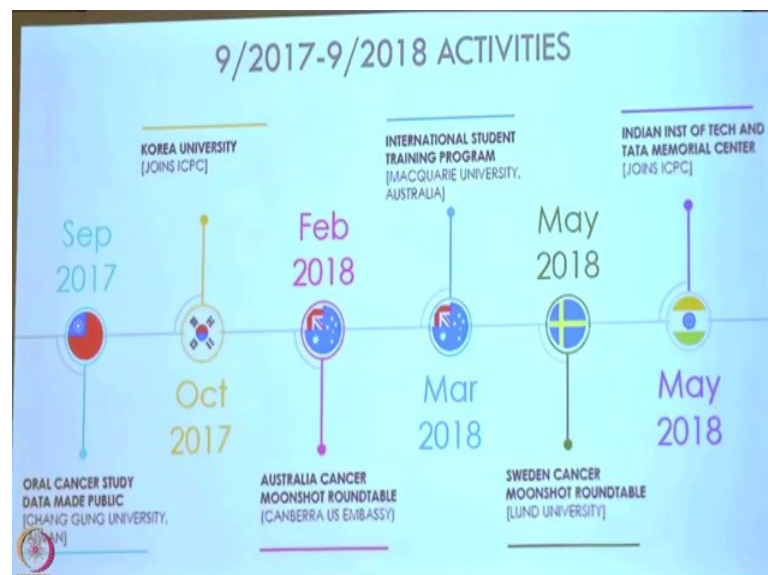 9/2017-9/2018 ACTIVITIES
KOREA UNIVERSITY
[JOINS ICPC]
INTERNATIONAL STUDENT
TRAINING PROGRAM
[MACQUARIE UNIVERSITY,
AUSTRALIA]
INDIAN INST OF TECH AND
TATA MEMORIAL CENTER
[JOINS ICPC]
Sep
2017
Feb
2018
May
2018
Oct
2017
Mar
2018
May
2018
ORAL CANCER STUDY
DATA MADE PUBLIC
[CHANG GUNG UNIVERSITY,
AUSTRALIA CANCER
MOONSHOT ROUNDTABLE
(CANBERRA US EMBASSY)
SWEDEN CANCER
MOONSHOT ROUNDTABLE
[LUND UNIVERSITY]